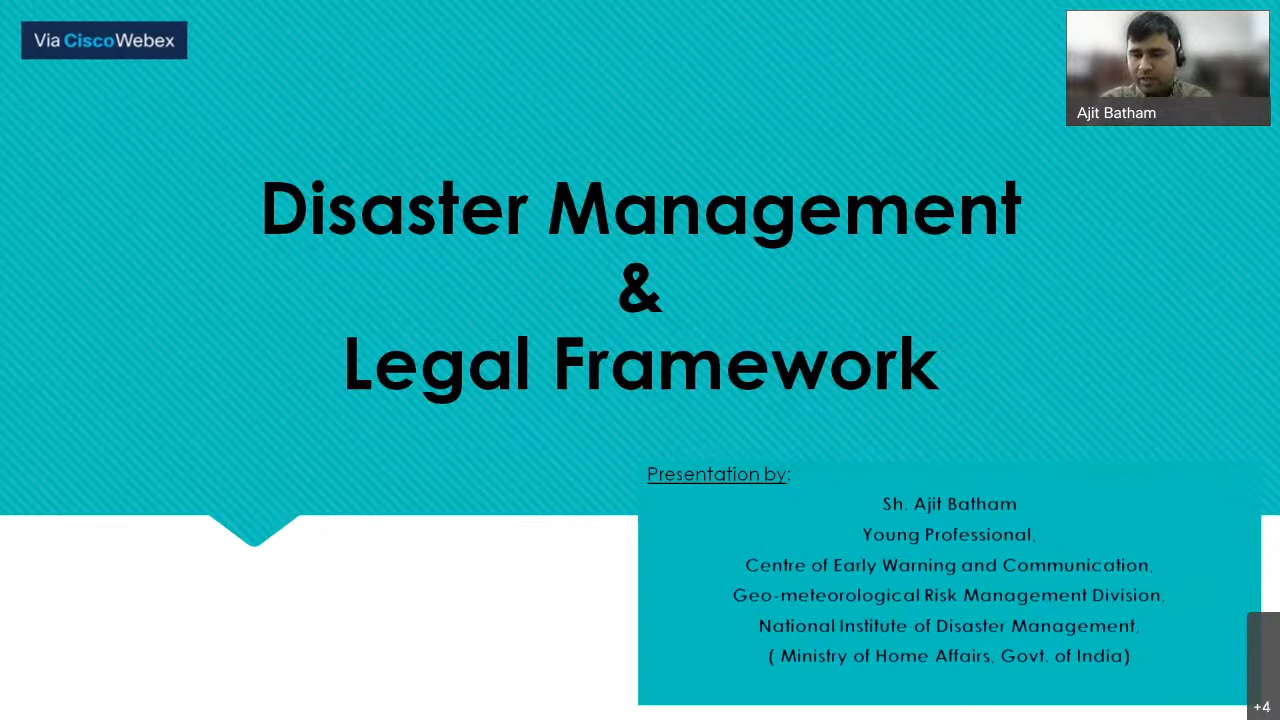 Via CiscoWebex
Ajit Batham
Disaster Management
&
Legal Framework
Presentation by:
Sh. Ajit Batham
Young Professional,
Centre of Early Warning and Communication,
Geo-meteorological Risk Management Division,
National Institute of Disaster Management,
( Ministry of Home Affairs, Govt. of India)
+4